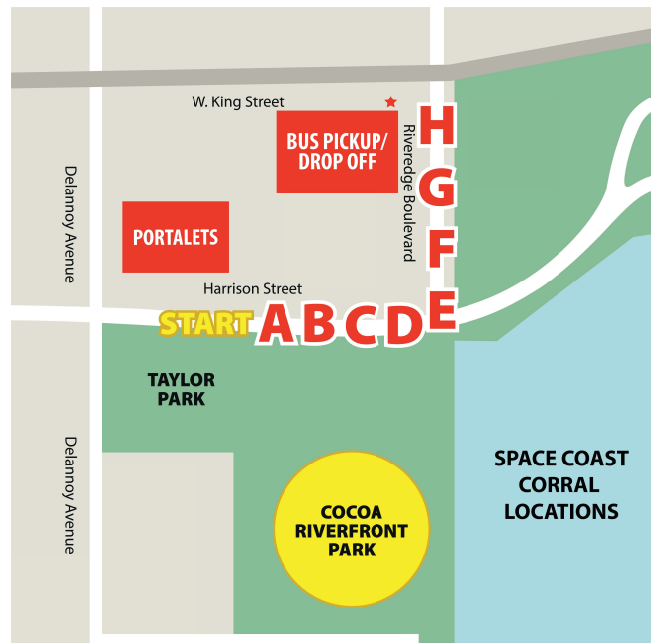 W. King Street
BUS PICKUP/
DROP OFF
Riveredge Boulevard
H
G
F
E
Delannoy Avenue
PORTALETS
Harrison Street
START
A
B
C
D
TAYLOR
PARK
Delannoy Avenue
COCOA
RIVERFRONT
PARK
SPACE COAST
CORRAL
LOCATIONS